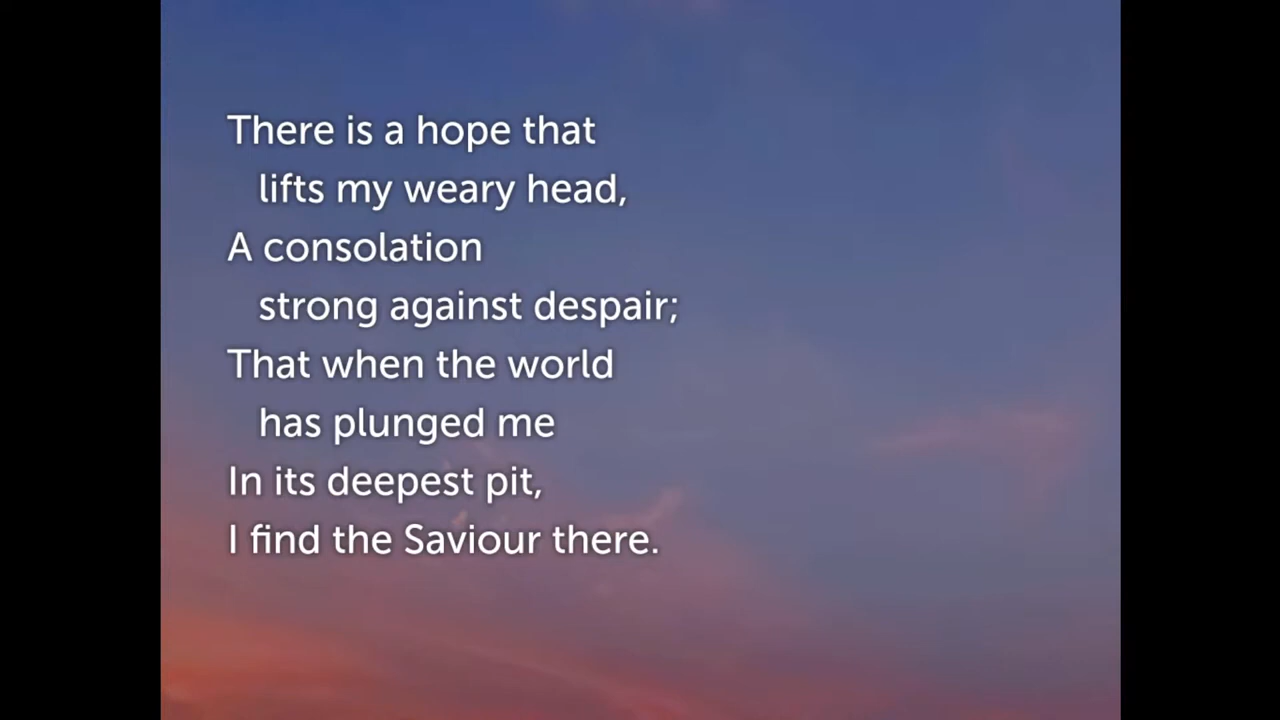 There is a hope that
lifts my weary head,
A consolation
strong against despair;
That when the world
has plunged me
In its deepest pit,
I find the Saviour there.